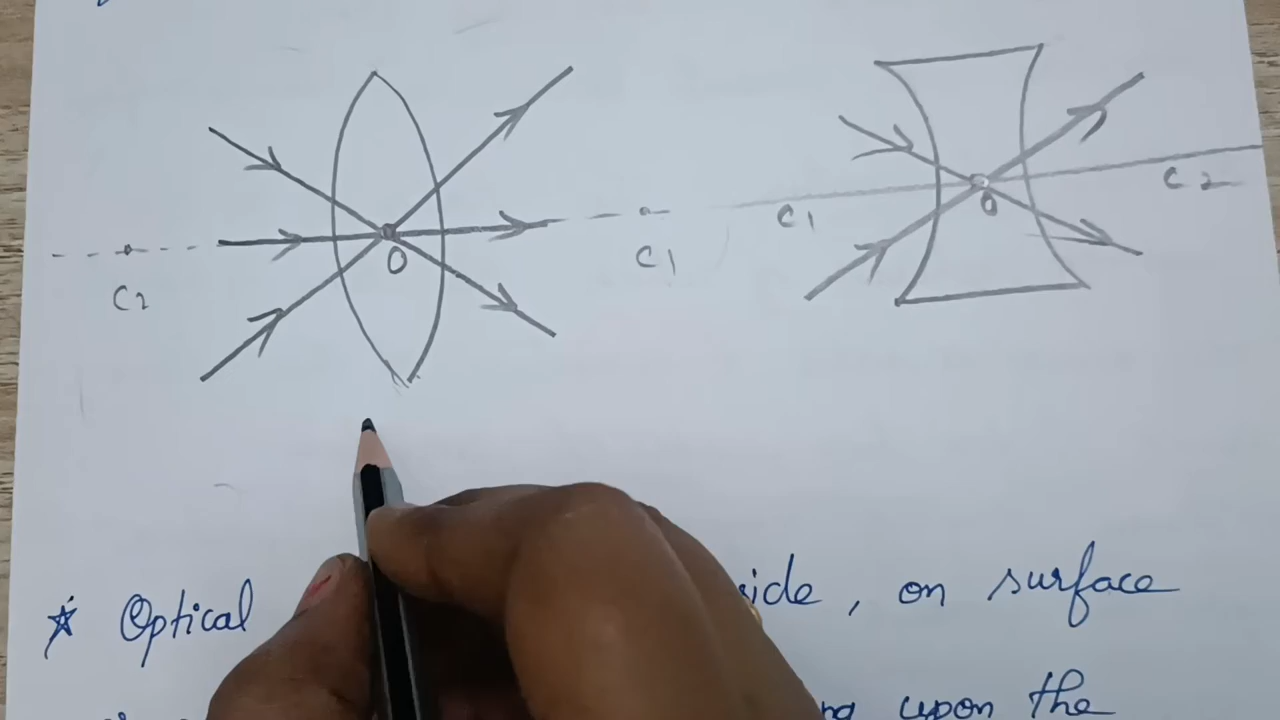 C2
O
C1
C1
O
C2
* Optical side, on surface
upon the